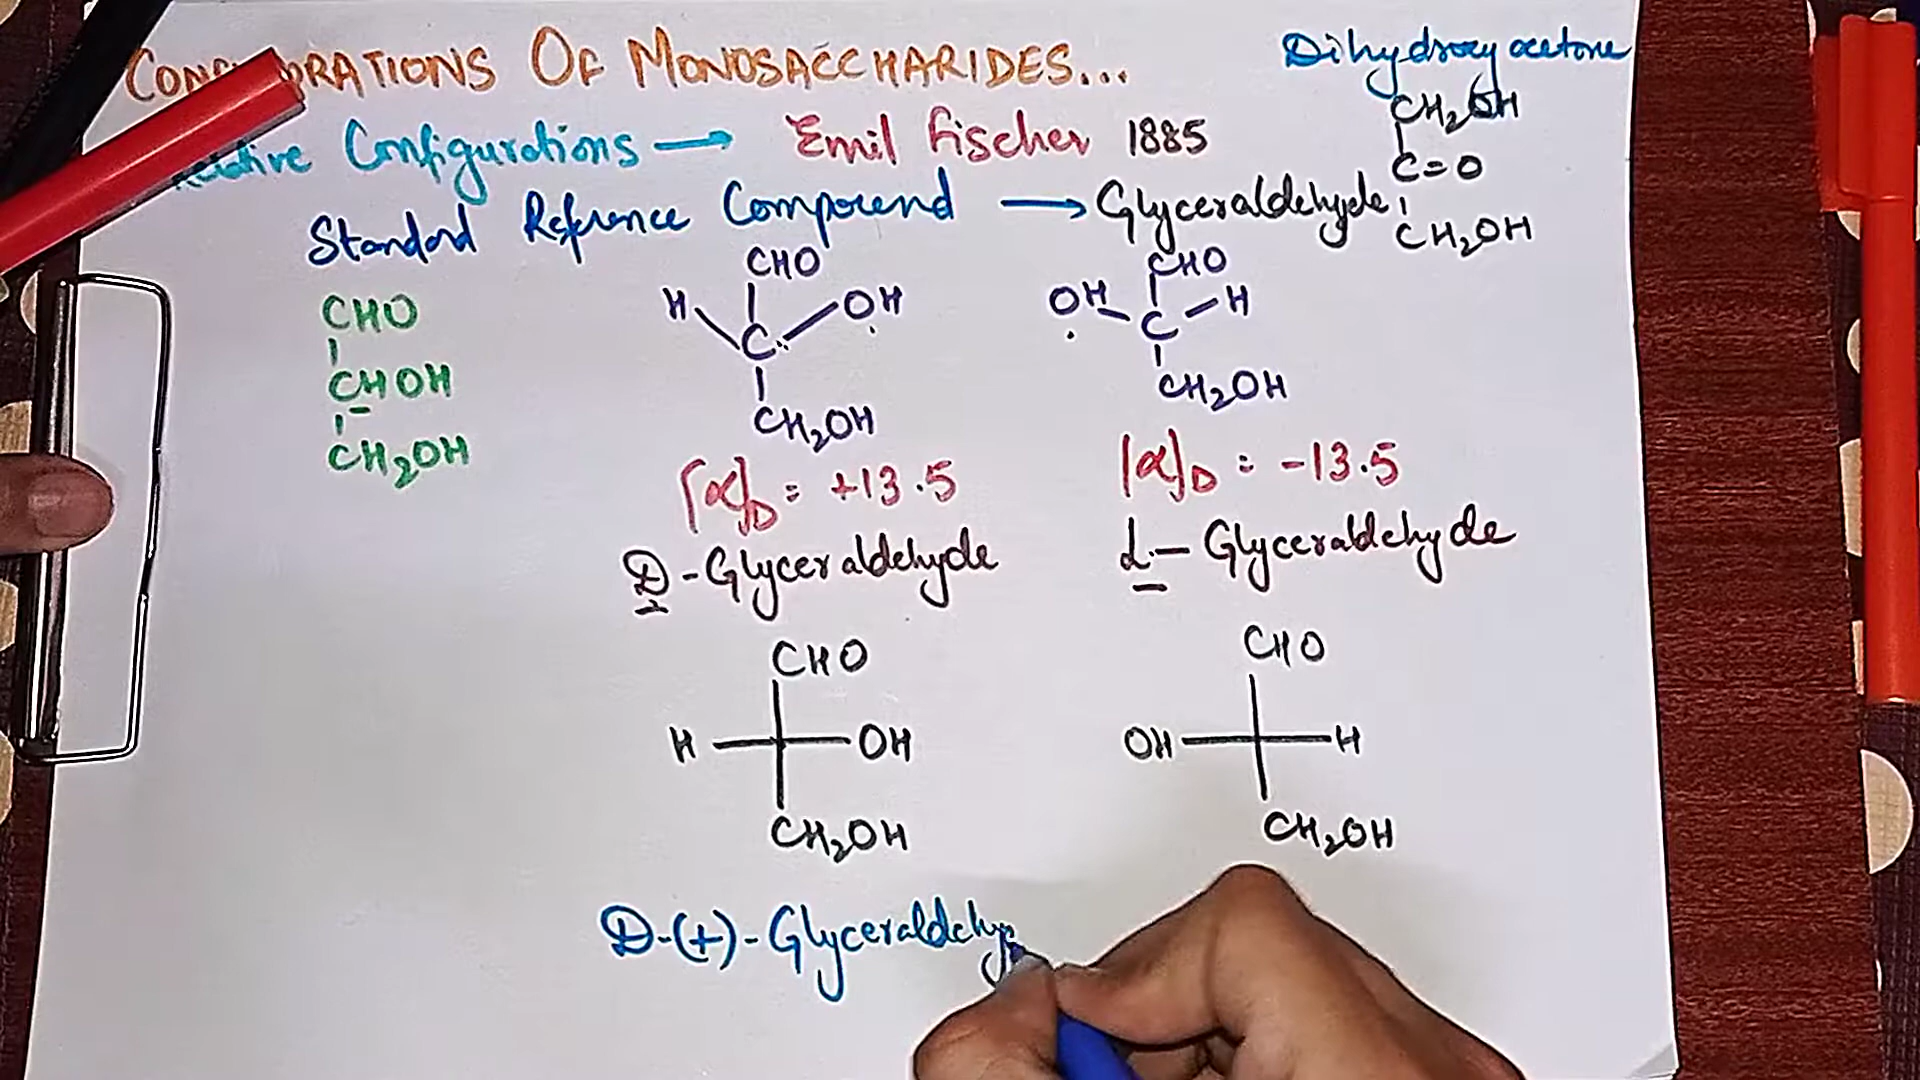 OF MONOSACCHARIDES...
Dihydroxy acetone
CH2OH
C=O
CH2OH
Configurations → Emil Fischer 1885
Standard Reference Compound → Glyceraldehyde
CHO
CHOH
CH2OH
CHO
H OH
C
CH2OH
CHO
OH H
C
CH2OH
[α]D = +13.5
[α]D = -13.5
D-Glyceraldehyde
L-Glyceraldehyde
CHO
H OH
CH2OH
CHO
OH H
CH2OH
D-(+)-Glyceraldehy